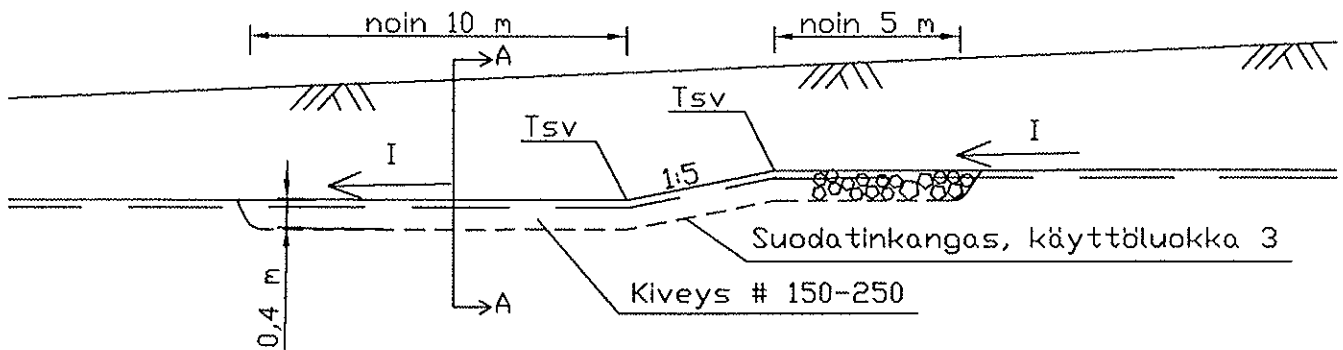 noin 10 m
noin 5 m
A
Tsv
Tsv
I
I
1:5
Suodatinkangas, käyttöluokka 3
Kiveys # 150-250
A
0,4 m